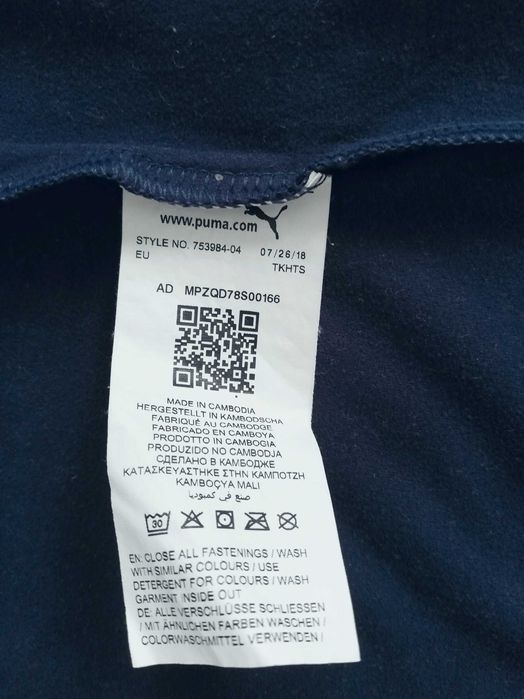 www.puma.com
STYLE NO. 753984-04 07/26/18
EU TKHTS
AD MPZQD78S00166
MADE IN CAMBODIA
HERGESTELLT IN KAMBODSCHA
FABRIQUÉ AU CAMBODGE
FABRICADO EN CAMBOYA
PRODOTTO IN CAMBOGIA
PRODUZIDO NO CAMBODJA
СДЕЛАНО В КАМБОДЖЕ
ΚΑΤΑΣΚΕΥΑΣΤΗΚΕ ΣΤΗΝ ΚΑΜΠΟΤΖΗ
KAMBOÇYA MALI
صنع في كمبوديا
30
EN: CLOSE ALL FASTENINGS / WASH
WITH SIMILAR COLOURS / USE
DETERGENT FOR COLOURS / WASH
GARMENT INSIDE OUT
DE: ALLE VERSCHLÜSSE SCHLIESSEN
/ MIT ÄHNLICHEN FARBEN WASCHEN /
COLORWASCHMITTEL VERWENDEN /